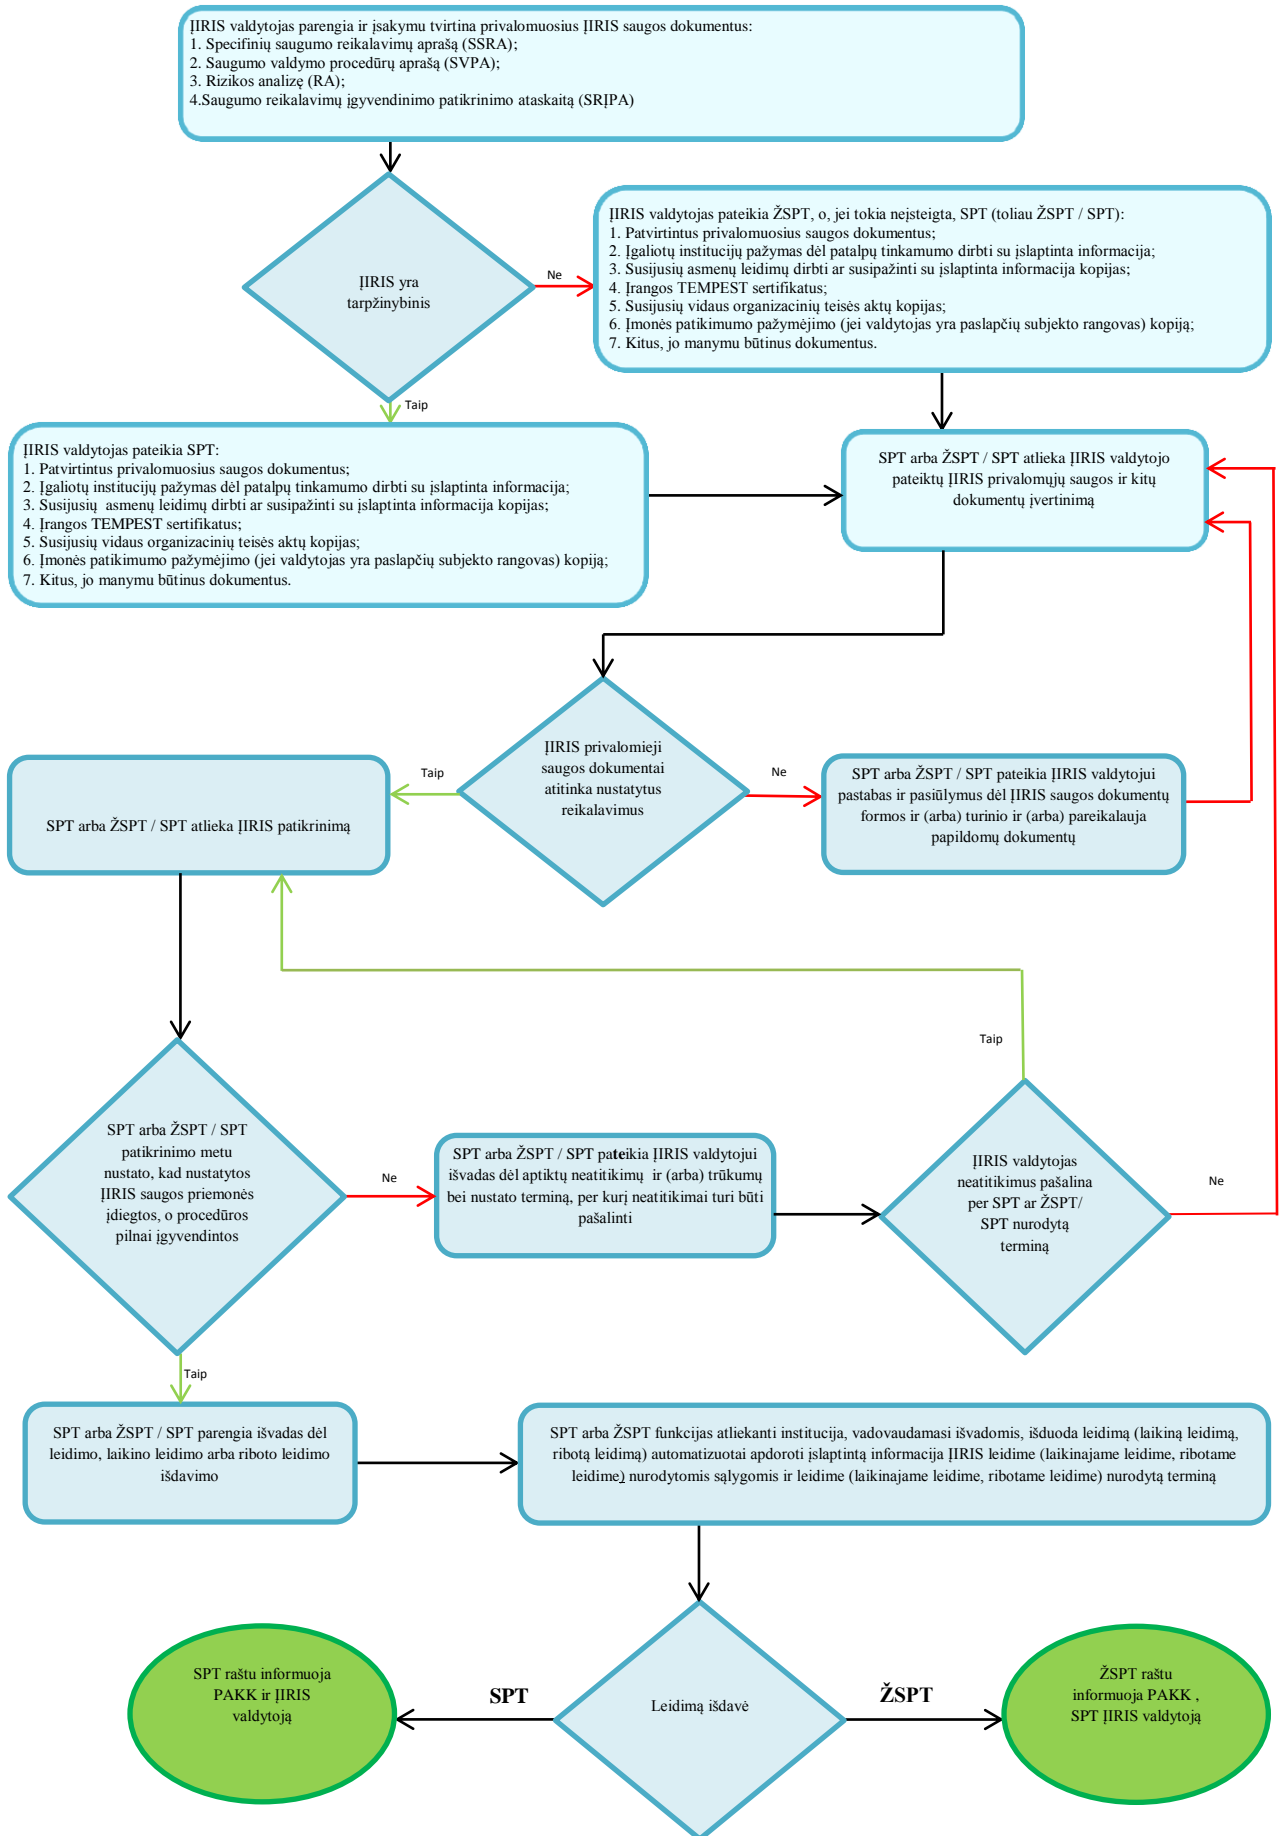 ĮIRIS valdytojas parengia ir įsakymu tvirtina privalomuosius ĮIRIS saugos dokumentus:
1. Specifinių saugumo reikalavimų aprašą (SSRA);
2. Saugumo valdymo procedūrų aprašą (SVPA);
3. Rizikos analizę (RA);
4.Saugumo reikalavimų įgyvendinimo patikrinimo ataskaitą (SRĮPA)
ĮIRIS yra
tarpžinybinis
Ne
ĮIRIS valdytojas pateikia ŽSPT, o, jei tokia neįsteigta, SPT (toliau ŽSPT / SPT):
1. Patvirtintus privalomuosius saugos dokumentus;
2. Įgaliotų institucijų pažymas dėl patalpų tinkamumo dirbti su įslaptinta informacija;
3. Susijusių asmenų leidimų dirbti ar susipažinti su įslaptinta informacija kopijas;
4. Įrangos TEMPEST sertifikatus;
5. Susijusių vidaus organizacinių teisės aktų kopijas;
6. Įmonės patikimumo pažymėjimo (jei valdytojas yra paslapčių subjekto rangovas) kopiją;
7. Kitus, jo manymu būtinus dokumentus.
Taip
ĮIRIS valdytojas pateikia SPT:
1. Patvirtintus privalomuosius saugos dokumentus;
2. Įgaliotų institucijų pažymas dėl patalpų tinkamumo dirbti su įslaptinta informacija;
3. Susijusių asmenų leidimų dirbti ar susipažinti su įslaptinta informacija kopijas;
4. Įrangos TEMPEST sertifikatus;
5. Susijusių vidaus organizacinių teisės aktų kopijas;
6. Įmonės patikimumo pažymėjimo (jei valdytojas yra paslapčių subjekto rangovas) kopiją;
7. Kitus, jo manymu būtinus dokumentus.
SPT arba ŽSPT / SPT atlieka ĮIRIS valdytojo
pateiktų ĮIRIS privalomųjų saugos ir kitų
dokumentų įvertinimą
ĮIRIS privalomieji
saugos dokumentai
atitinka nustatytus
reikalavimus
Taip
Ne
SPT arba ŽSPT / SPT atlieka ĮIRIS patikrinimą
SPT arba ŽSPT / SPT pateikia ĮIRIS valdytojui
pastabas ir pasiūlymus dėl ĮIRIS saugos dokumentų
formos ir (arba) turinio ir (arba) pareikalauja
papildomų dokumentų
Taip
SPT arba ŽSPT / SPT
patikrinimo metu
nustato, kad nustatytos
ĮIRIS saugos priemonės
įdiegtos, o procedūros
pilnai įgyvendintos
Ne
SPT arba ŽSPT / SPT pateikia ĮIRIS valdytojui
išvadas dėl aptiktų neatitikimų ir (arba) trūkumų
bei nustato terminą, per kurį neatitikimai turi būti
pašalinti
ĮIRIS valdytojas
neatitikimus pašalina
per SPT ar ŽSPT/
SPT nurodytą
terminą
Ne
Taip
SPT arba ŽSPT / SPT parengia išvadas dėl
leidimo, laikino leidimo arba riboto leidimo
išdavimo
SPT arba ŽSPT funkcijas atliekanti institucija, vadovaudamasi išvadomis, išduoda leidimą (laikiną leidimą,
ribotą leidimą) automatizuotai apdoroti įslaptintą informacija ĮIRIS leidime (laikinajame leidime, ribotame
leidime) nurodytomis sąlygomis ir leidime (laikinajame leidime, ribotame leidime) nurodytą terminą
SPT raštu informuoja
PAKK ir ĮIRIS
valdytoją
SPT
Leidimą išdavė
ŽSPT
ŽSPT raštu
informuoja PAKK ,
SPT ĮIRIS valdytoją